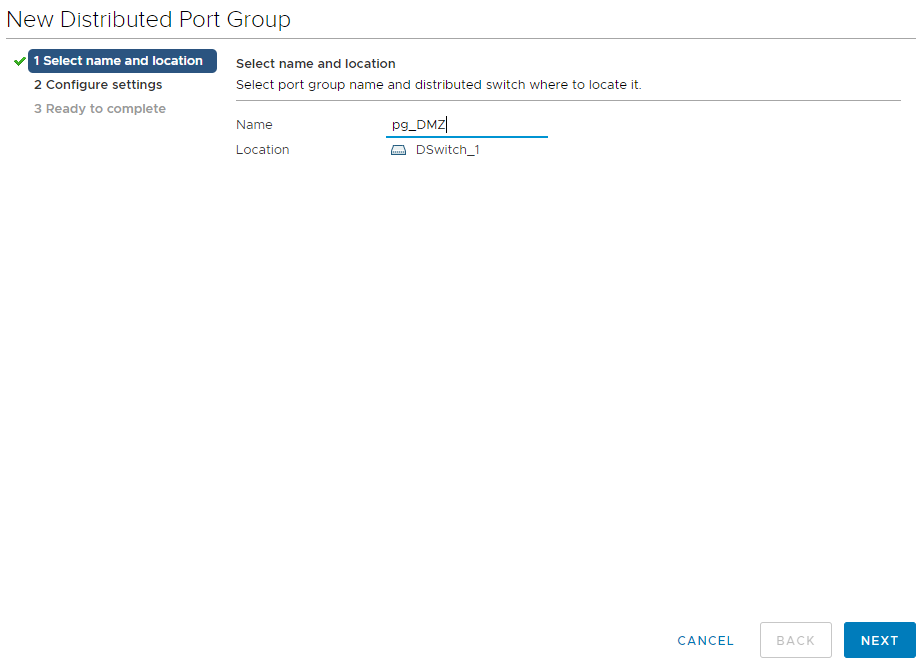 New Distributed Port Group
1 Select name and location
2 Configure settings
3 Ready to complete
Select name and location
Select port group name and distributed switch where to locate it.
Name pg_DMZ
Location DSwitch_1
CANCEL BACK NEXT